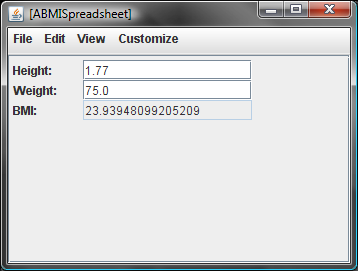 [ABMISpreadsheet]
File Edit View Customize
Height: 1.77
Weight: 75.0
BMI: 23.93948099205209